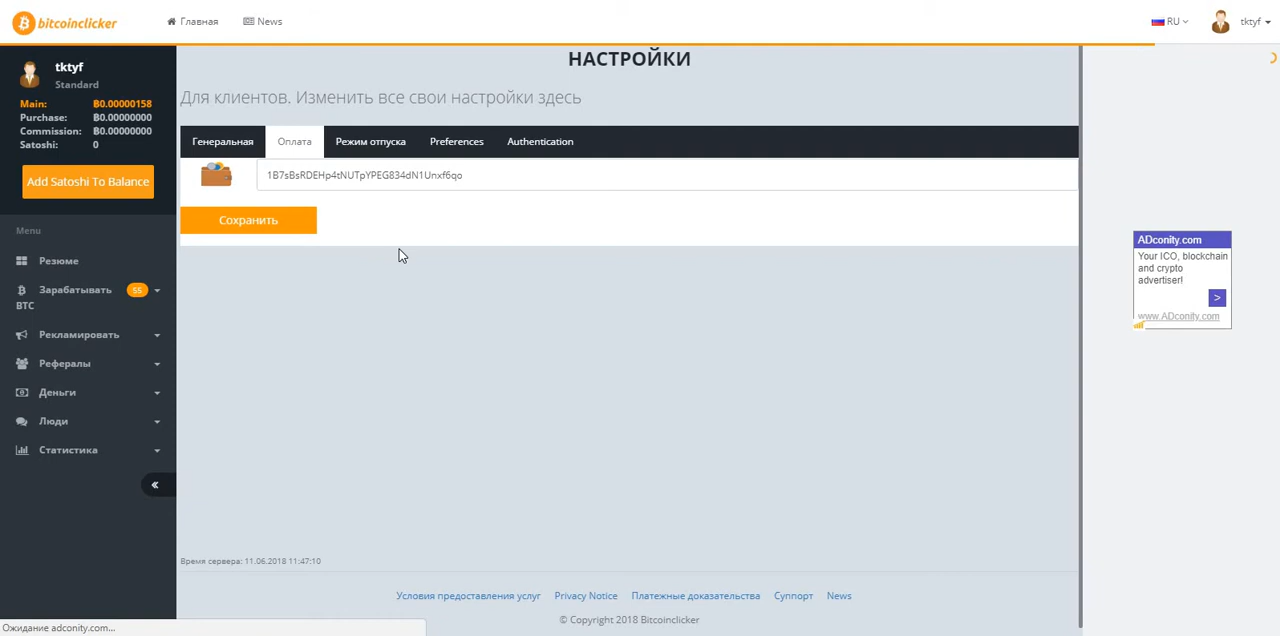 bitcoinclicker
Главная
News
RU
tktyf
tktyf
Standard
Main: ฿0.00000158
Purchase: ฿0.00000000
Commission: ฿0.00000000
Satoshi: 0
Add Satoshi To Balance
Menu
Резюме
Зарабатывать 55
BTC
Рекламировать
Рефералы
Деньги
Люди
Статистика
НАСТРОЙКИ
Для клиентов. Изменить все свои настройки здесь
Генеральная Оплата Режим отпуска Preferences Authentication
1B7sBsRDEHp4tNUTpYPEG834dN1Unxf6qo
Сохранить
ADconity.com
Your ICO, blockchain
and crypto
advertiser!
>
www.ADconity.com
Время сервера: 11.06.2018 11:47:10
Условия предоставления услуг Privacy Notice Платежные доказательства Суппорт News
© Copyright 2018 Bitcoinclicker
Ожидание adconity.com...